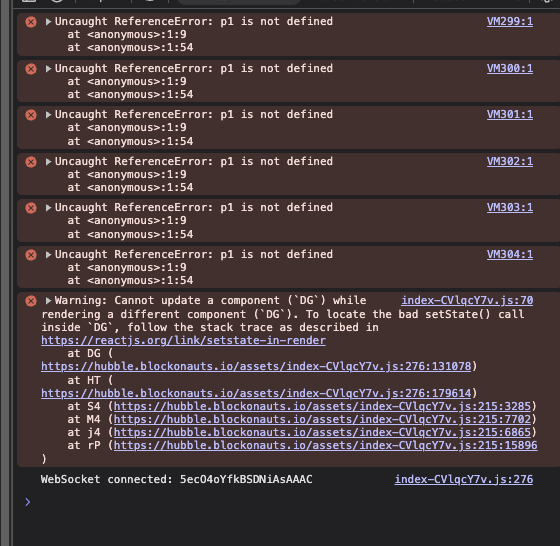 Uncaught ReferenceError: p1 is not defined VM299:1
at <anonymous>:1:9
at <anonymous>:1:54
Uncaught ReferenceError: p1 is not defined VM300:1
at <anonymous>:1:9
at <anonymous>:1:54
Uncaught ReferenceError: p1 is not defined VM301:1
at <anonymous>:1:9
at <anonymous>:1:54
Uncaught ReferenceError: p1 is not defined VM302:1
at <anonymous>:1:9
at <anonymous>:1:54
Uncaught ReferenceError: p1 is not defined VM303:1
at <anonymous>:1:9
at <anonymous>:1:54
Uncaught ReferenceError: p1 is not defined VM304:1
at <anonymous>:1:9
at <anonymous>:1:54
Warning: Cannot update a component (`DG`) while index-CVlqcY7v.js:70
rendering a different component (`DG`). To locate the bad setState() call
inside `DG`, follow the stack trace as described in
https://reactjs.org/link/setstate-in-render
at DG (
https://hubble.blockonauts.io/assets/index-CVlqcY7v.js:276:131078)
at HT (
https://hubble.blockonauts.io/assets/index-CVlqcY7v.js:276:179614)
at S4 (https://hubble.blockonauts.io/assets/index-CVlqcY7v.js:215:3285)
at M4 (https://hubble.blockonauts.io/assets/index-CVlqcY7v.js:215:7702)
at j4 (https://hubble.blockonauts.io/assets/index-CVlqcY7v.js:215:6865)
at rP (https://hubble.blockonauts.io/assets/index-CVlqcY7v.js:215:15896
)
WebSocket connected: 5ecO4oYfkBSDNiAsAAAC index-CVlqcY7v.js:276